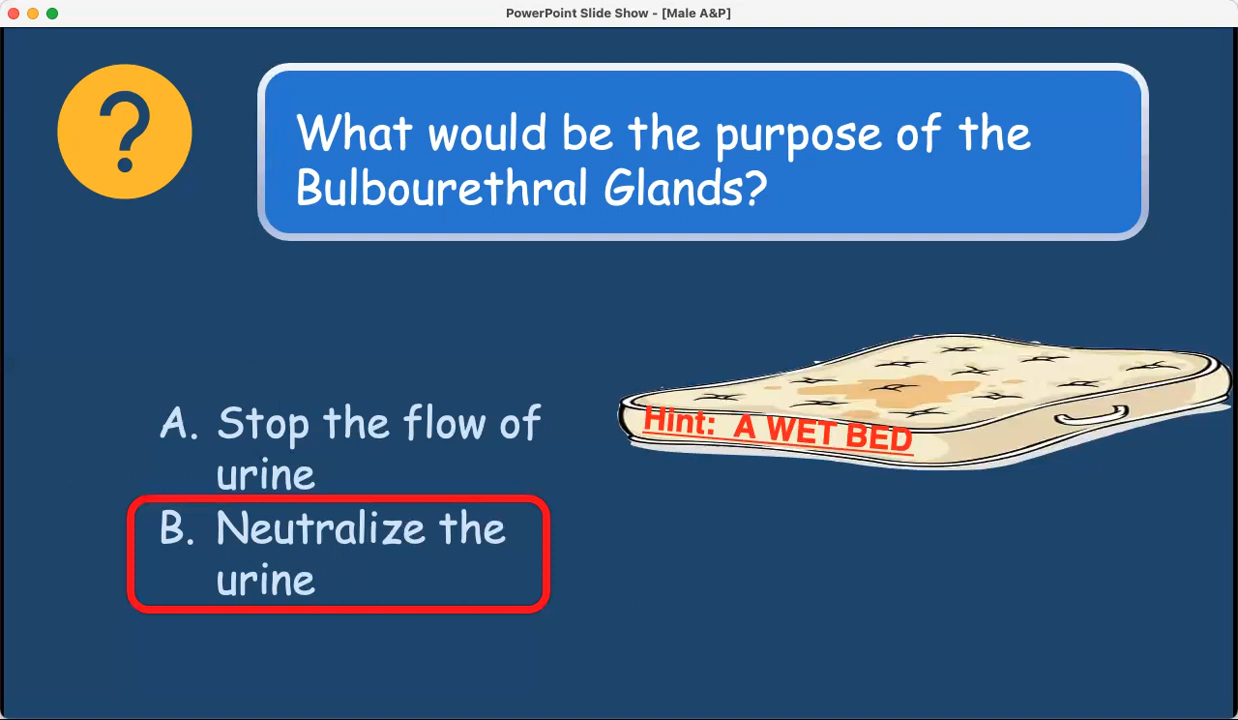 PowerPoint Slide Show - [Male A&P]
?
What would be the purpose of the
Bulbourethral Glands?
A. Stop the flow of
urine
Hint: A WET BED
B. Neutralize the
urine